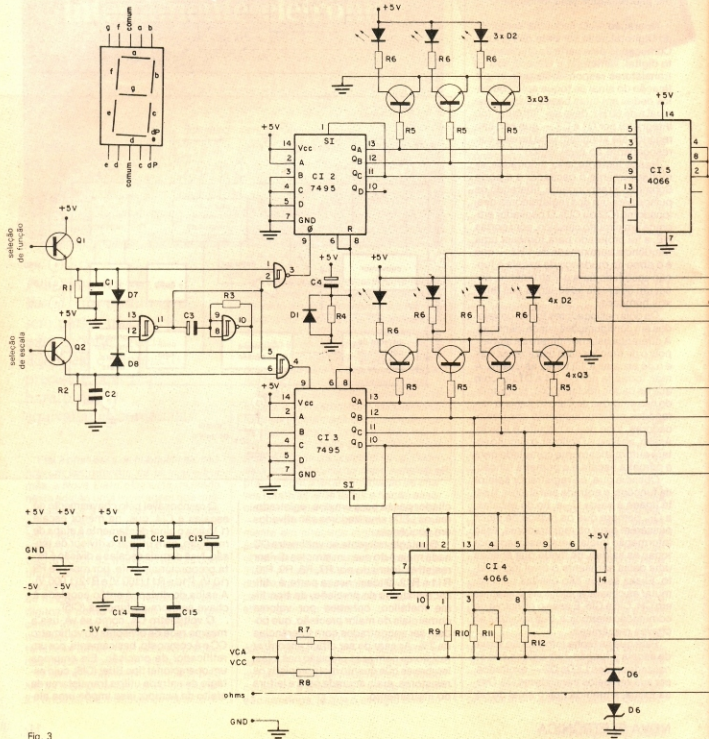 g f comum a b
a
f b
g
e c
d dP
e d comum c dP
+5V
3xD2
R6 R6 R6
3xQ3
R5 R5 R5
+5V
14
5
3
6
9
13
1
CI 5
4066
4
8
2
7
+5V
1
SI
14 Vcc QA 13
2 A QB 12
3 B CI 2 QC 11
4 C 7495 QD 10
5 D
7 GND
Ø R
9 6 8
seleção de função
+5V
Q1
R1 C1 D7
1
2
3
+5V
C4
D1 R4
+5V
R3
13
12
11
C3
9
8
10
seleção de escala
+5V
Q2
R2 C2 D8
5
6
4
R6 R6 R6 R6
4xD2
4xQ3
R5 R5 R5 R5
+5V
9 6 8
14 Vcc QA 13
2 A QB 12
3 B CI 3 QC 11
4 C 7495 QD 10
5 D
7 GND
SI
1
+5V +5V
GND
-5V -5V
+5V
C11 C12 C13
C14 C15
-5V
11 2 13 4 5 9 6
7
CI 4
4066
+5V
14
10 1 3 8
R9 R10 R11 R12
VCA
VCC
R7
R8
ohms
D6
D6
GND
Fig. 3